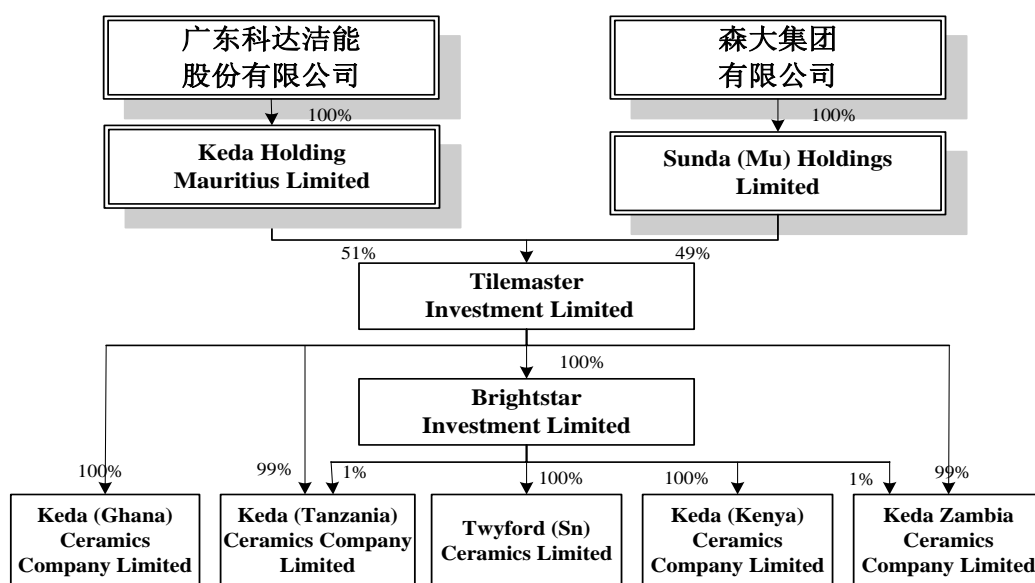 广东科达洁能
股份有限公司
森大集团
有限公司
100%
100%
Keda Holding
Mauritius Limited
Sunda (Mu) Holdings
Limited
51%
49%
Tilemaster
Investment Limited
100%
Brightstar
Investment Limited
100%
99%
1%
100%
100%
1%
99%
Keda (Ghana)
Ceramics
Company Limited
Keda (Tanzania)
Ceramics Company
Limited
Twyford (Sn)
Ceramics Limited
Keda (Kenya)
Ceramics
Company Limited
Keda Zambia
Ceramics
Company Limited